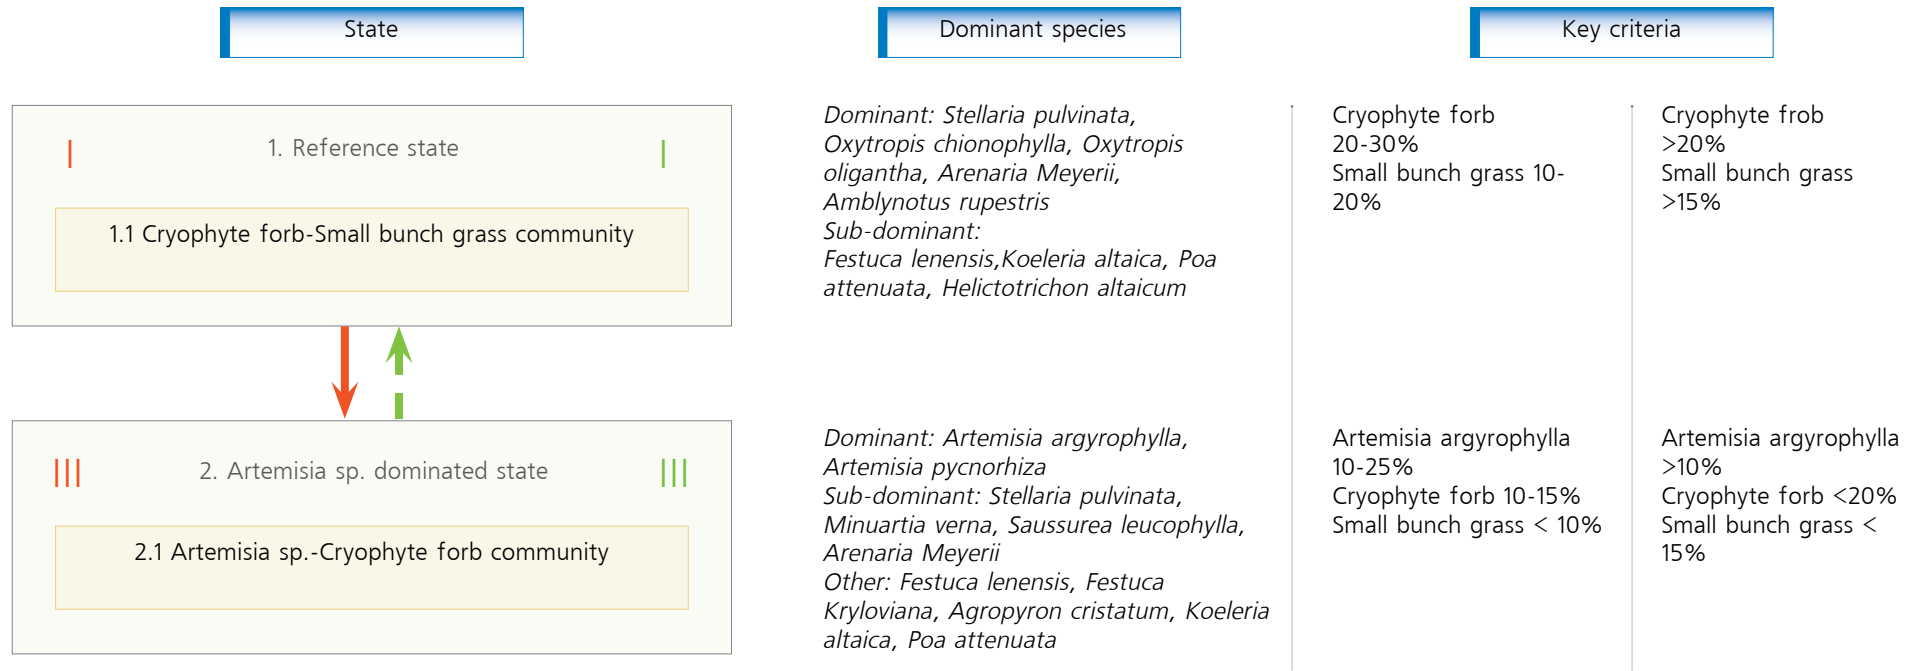 State
Dominant species
Key criteria
1. Reference state
1.1 Cryophyte forb-Small bunch grass community
Dominant: Stellaria pulvinata,
Oxytropis chionophylla, Oxytropis
oligantha, Arenaria Meyerii,
Amblynotus rupestris
Sub-dominant:
Festuca lenensis,Koeleria altaica, Poa
attenuata, Helictotrichon altaicum
Cryophyte forb
20-30%
Small bunch grass 10-
20%
Cryophyte frob
>20%
Small bunch grass
>15%
2. Artemisia sp. dominated state
2.1 Artemisia sp.-Cryophyte forb community
Dominant: Artemisia argyrophylla,
Artemisia pycnorhiza
Sub-dominant: Stellaria pulvinata,
Minuartia verna, Saussurea leucophylla,
Arenaria Meyerii
Other: Festuca lenensis, Festuca
Kryloviana, Agropyron cristatum, Koeleria
altaica, Poa attenuata
Artemisia argyrophylla
10-25%
Cryophyte forb 10-15%
Small bunch grass < 10%
Artemisia argyrophylla
>10%
Cryophyte forb <20%
Small bunch grass <
15%